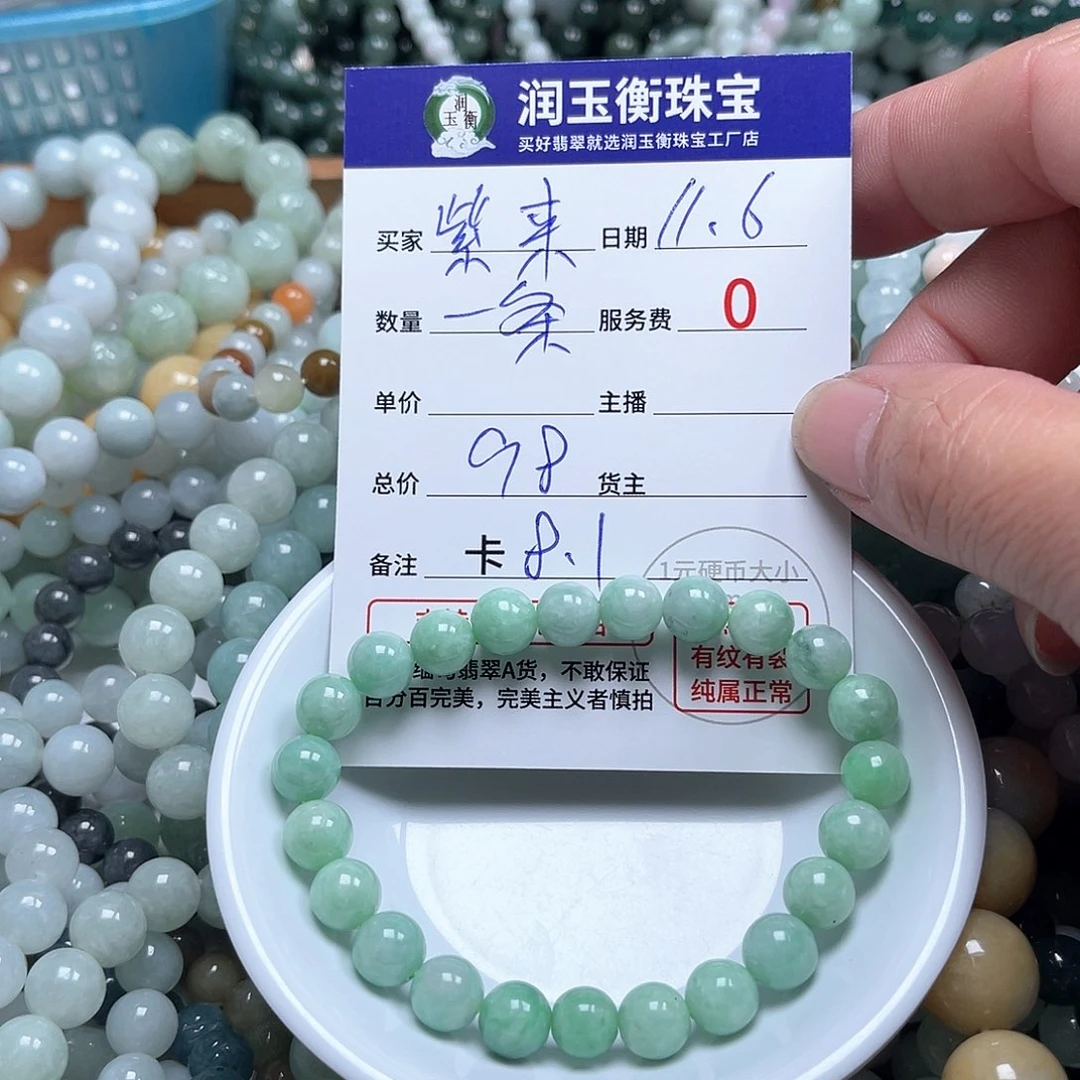 润玉衡
润玉衡珠宝
买好翡翠就选润玉衡珠宝工厂店
买家 紫来 日期 11.6
数量 一条 服务费 0
单价 主播
总价 98 货主
备注 卡 8.1
1元硬币大小
翡翠A货，不敢保证
百分百完美，完美主义者慎拍
有纹有裂
纯属正常